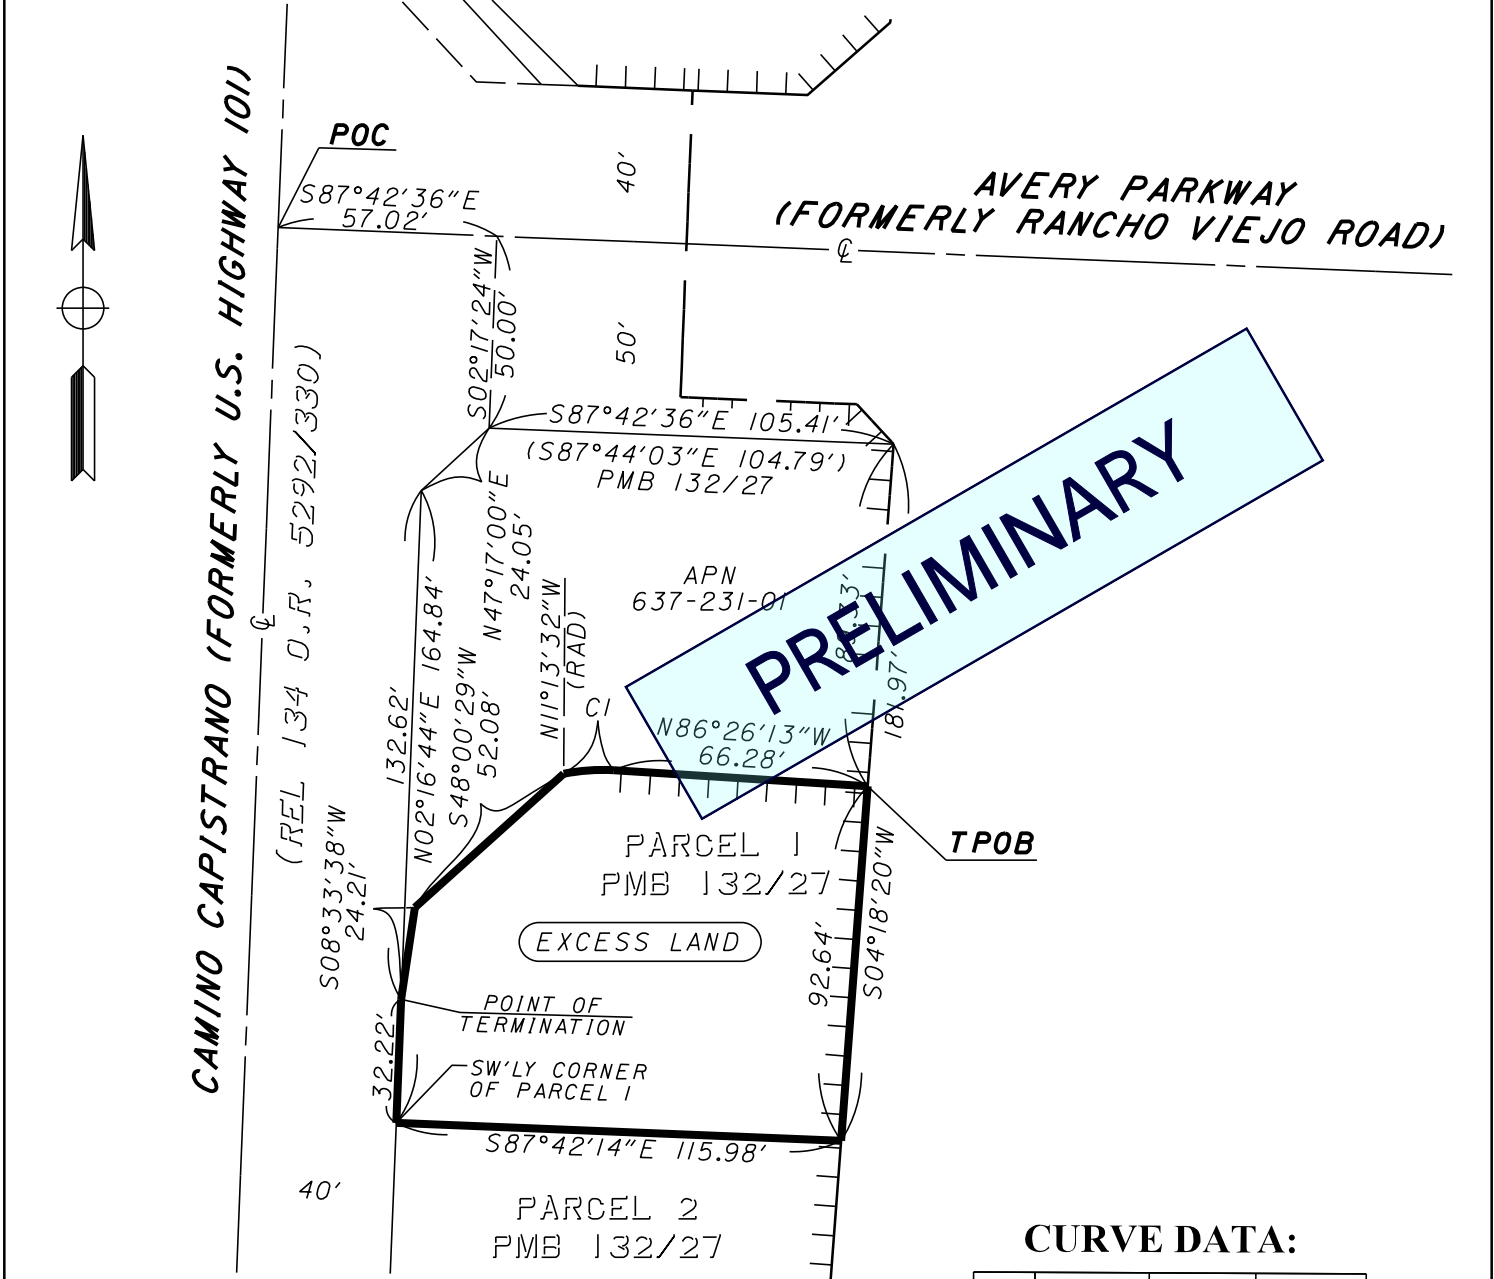 POC
S87°42'36"E
57.02'
40'
AVERY PARKWAY
(FORMERLY RANCHO VIEJO ROAD)
℄
CAMINO CAPISTRANO (FORMERLY U.S. HIGHWAY 101)
S02°17'24"W
50.00'
50'
(REL 134 O.R. 5292/330)
℄
S87°42'36"E 105.41'
(S87°44'03"E 104.79')
PMB 132/27
N47°17'00"E
24.05'
APN
637-231-01
PRELIMINARY
181.97'
N11°13'32"W
(RAD)
C1
N86°26'13"W
66.28'
132.62'
N02°16'44"E 164.84'
S48°00'29"W
52.08'
TPOB
PARCEL 1
PMB 132/27
S08°33'38"W
24.21'
EXCESS LAND
92.64'
S04°18'20"W
POINT OF
TERMINATION
32.22'
SW'LY CORNER
OF PARCEL 1
S87°42'14"E 115.98'
40'
PARCEL 2
PMB 132/27
CURVE DATA: